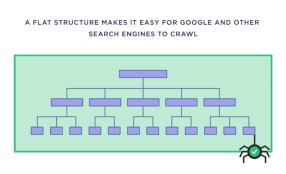 A FLAT STRUCTURE MAKES IT EASY FOR GOOGLE AND OTHER
SEARCH ENGINES TO CRAWL